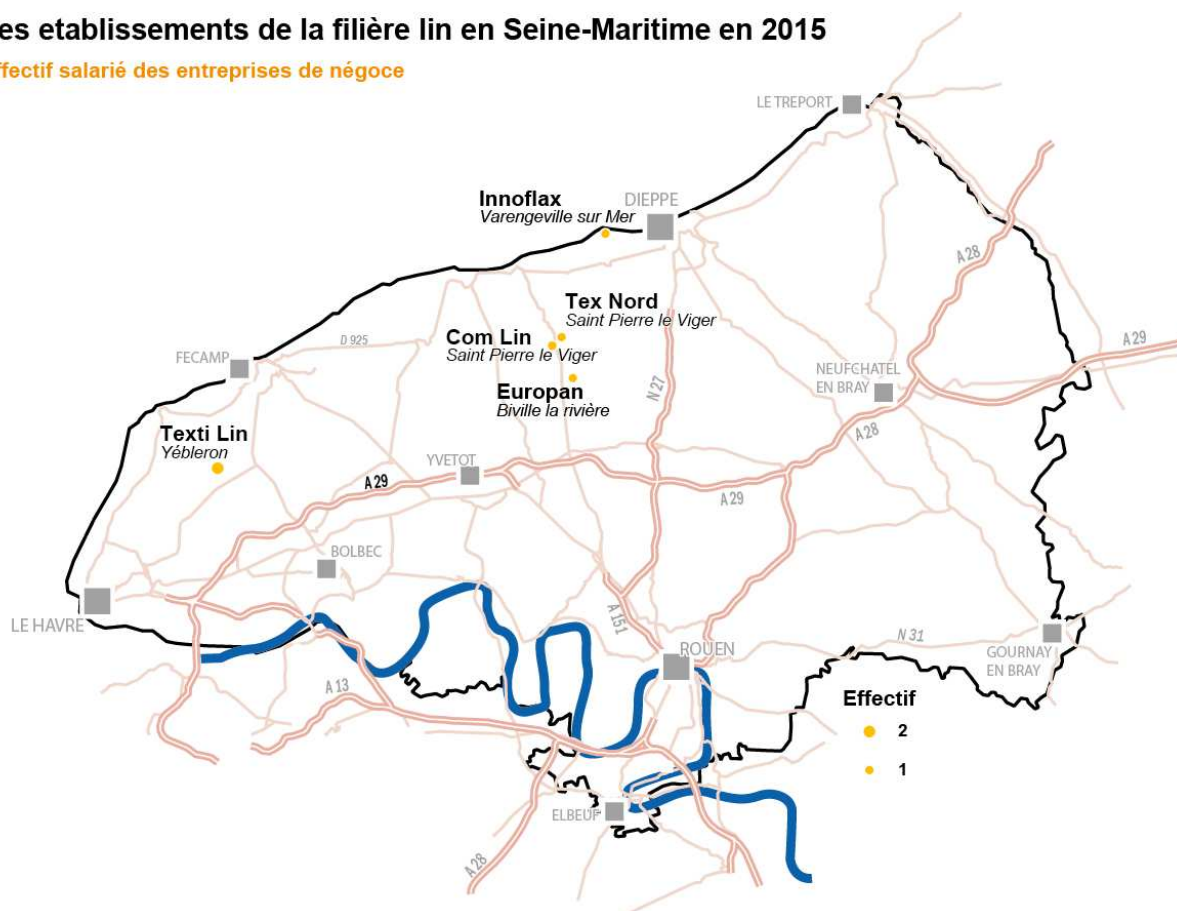 es etablissements de la filière lin en Seine-Maritime en 2015
ffectif salarié des entreprises de négoce
LE TREPORT
Innoflax
Varengeville sur Mer
DIEPPE
A 28
Tex Nord
Saint Pierre le Viger
Com Lin
Saint Pierre le Viger
D 925
FECAMP
A 29
NEUFCHATEL
EN BRAY
N 27
Europan
Biville la rivière
Texti Lin
Yébleron
A 28
YVETOT
A 29
A 29
BOLBEC
LE HAVRE
A 151
ROUEN
N 31
GOURNAY
EN BRAY
A 13
Effectif
2
1
ELBEUF
A 28